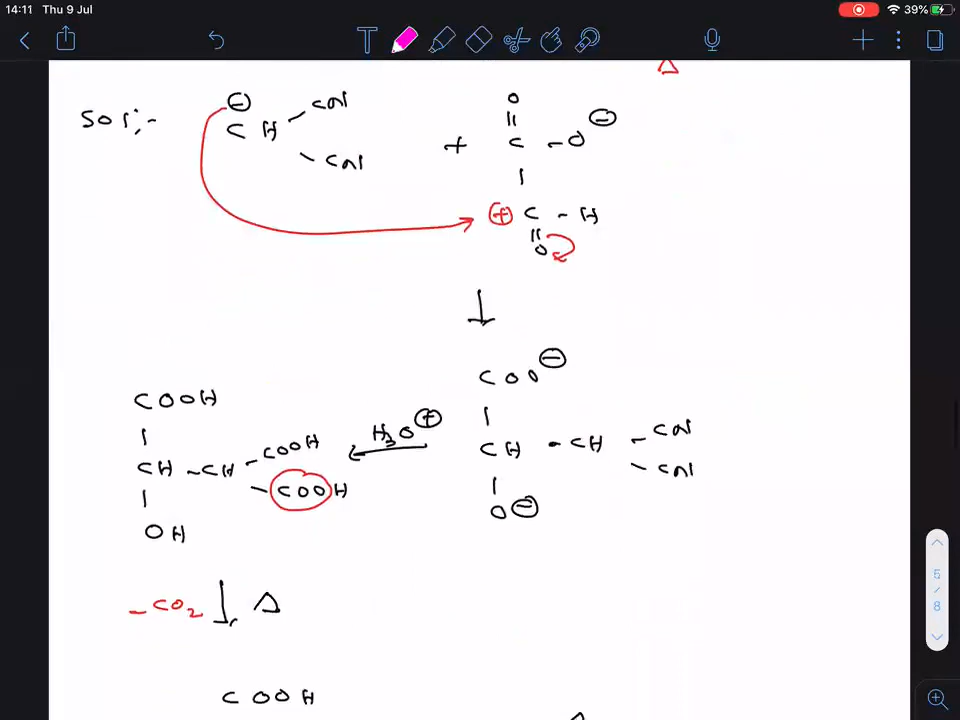 14:11 Thu 9 Jul
39%
T
Δ
Sol:-
⊖
CH
CN
CN
+
O
C - O ⊖
⊕ C - H
O
COO ⊖
CH - CH
CN
CN
O ⊖
H₃O ⊕
COOH
CH - CH
COOH
COOH
OH
- CO₂
Δ
COOH
5
/
8